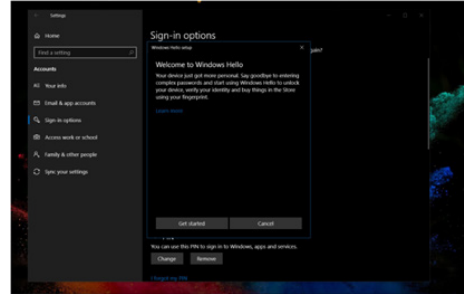 Settings
Home
Find a setting
Accounts
Your info
Email & app accounts
Sign-in options
Access work or school
Family & other people
Sync your settings
Sign-in options
Windows Hello setup
Welcome to Windows Hello
Your device just got more personal. Say goodbye to entering
complex passwords and start using Windows Hello to unlock
your device, verify your identity and buy things in the Store
using your fingerprint.
Learn more
Get started
Cancel
You can use this PIN to sign in to Windows, apps and services.
Change
Remove
I forgot my PIN